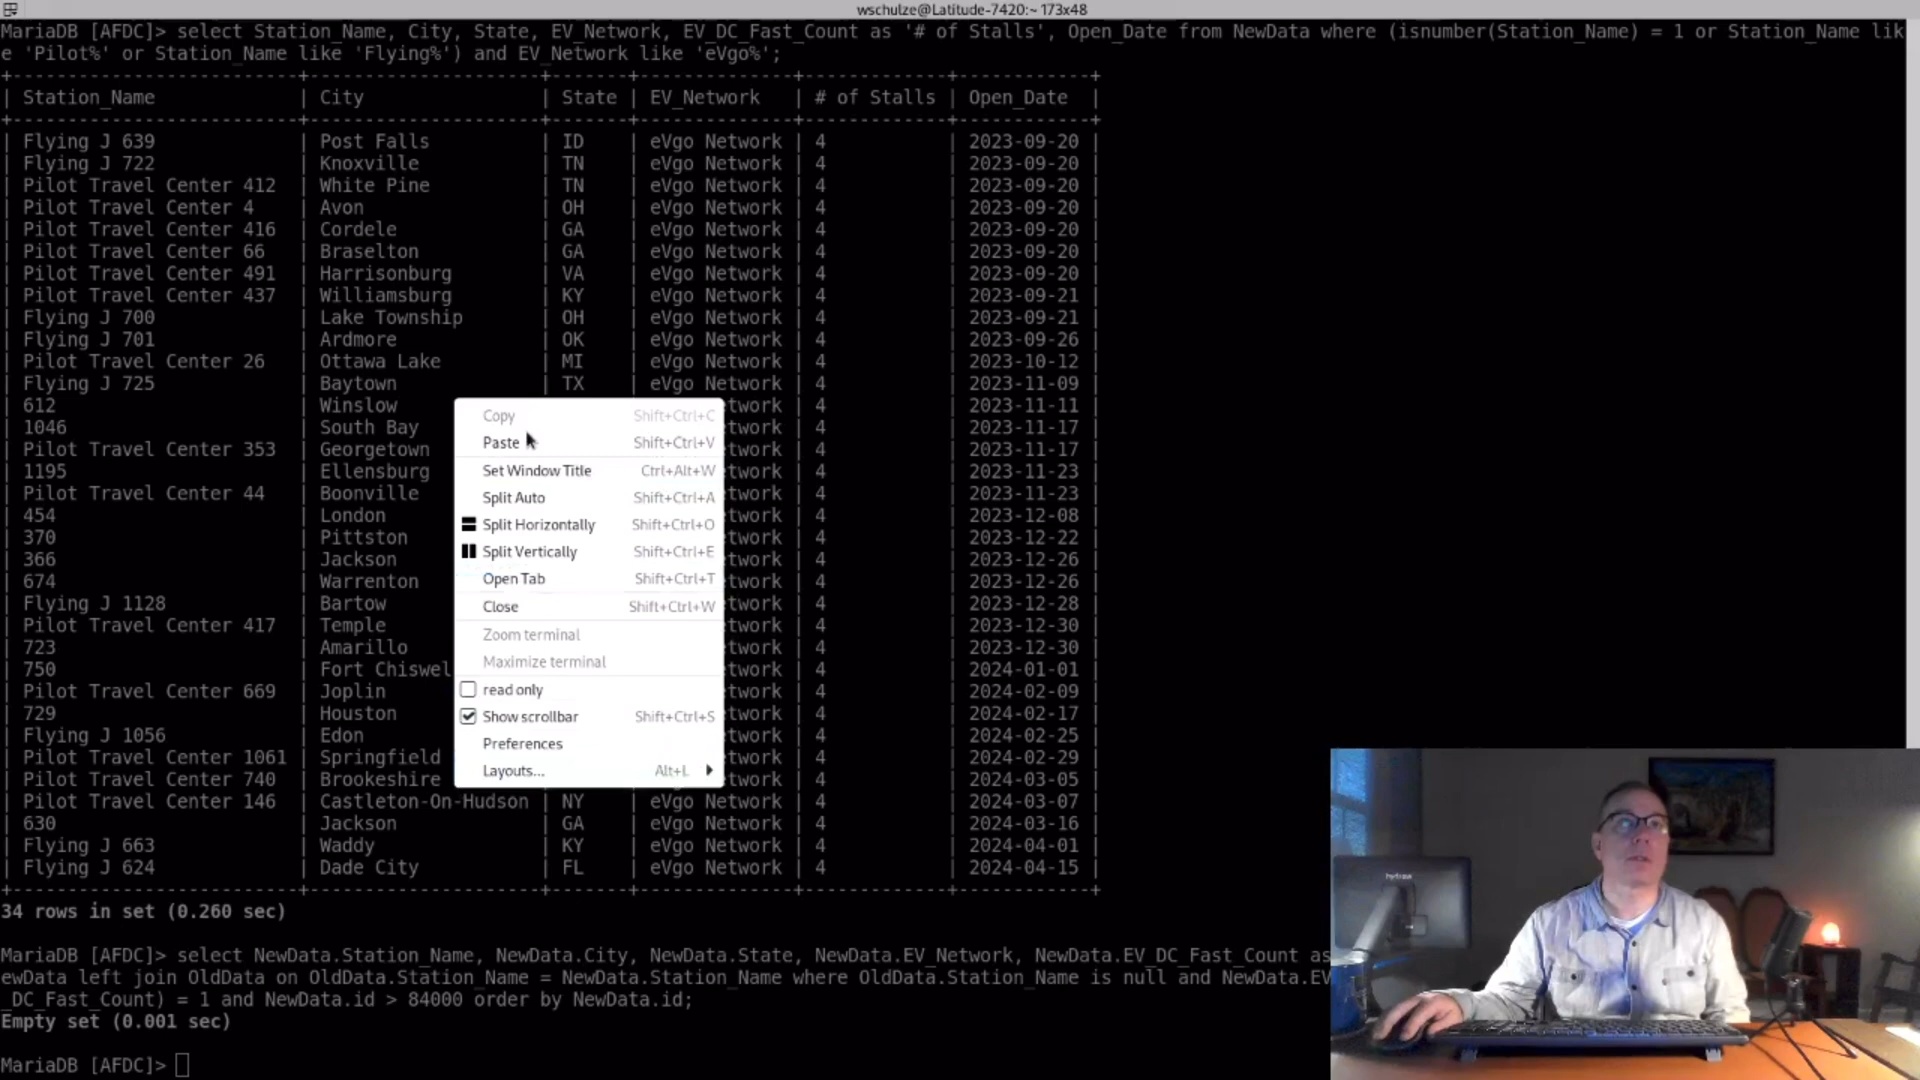 wschulze@Latitude-7420:~ 173x48
MariaDB [AFDC]> select Station_Name, City, State, EV_Network, EV_DC_Fast_Count as '# of Stalls', Open_Date from NewData where (isnumber(Station_Name) = 1 or Station_Name lik
e 'Pilot%' or Station_Name like 'Flying%') and EV_Network like 'eVgo%';
| Station_Name | City | State | EV_Network | # of Stalls | Open_Date |
| Flying J 639 | Post Falls | ID | eVgo Network | 4 | 2023-09-20 |
| Flying J 722 | Knoxville | TN | eVgo Network | 4 | 2023-09-20 |
| Pilot Travel Center 412 | White Pine | TN | eVgo Network | 4 | 2023-09-20 |
| Pilot Travel Center 4 | Avon | OH | eVgo Network | 4 | 2023-09-20 |
| Pilot Travel Center 416 | Cordele | GA | eVgo Network | 4 | 2023-09-20 |
| Pilot Travel Center 66 | Braselton | GA | eVgo Network | 4 | 2023-09-20 |
| Pilot Travel Center 491 | Harrisonburg | VA | eVgo Network | 4 | 2023-09-20 |
| Pilot Travel Center 437 | Williamsburg | KY | eVgo Network | 4 | 2023-09-21 |
| Flying J 700 | Lake Township | OH | eVgo Network | 4 | 2023-09-21 |
| Flying J 701 | Ardmore | OK | eVgo Network | 4 | 2023-09-26 |
| Pilot Travel Center 26 | Ottawa Lake | MI | eVgo Network | 4 | 2023-10-12 |
| Flying J 725 | Baytown | TX | eVgo Network | 4 | 2023-11-09 |
| 612 | Winslow twork | 4 | 2023-11-11 |
| 1046 | South Bay twork | 4 | 2023-11-17 |
| Pilot Travel Center 353 | Georgetown twork | 4 | 2023-11-17 |
| 1195 | Ellensburg twork | 4 | 2023-11-23 |
| Pilot Travel Center 44 | Boonville twork | 4 | 2023-11-23 |
| 454 | London twork | 4 | 2023-12-08 |
| 370 | Pittston twork | 4 | 2023-12-22 |
| 366 | Jackson twork | 4 | 2023-12-26 |
| 674 | Warrenton twork | 4 | 2023-12-26 |
| Flying J 1128 | Bartow twork | 4 | 2023-12-28 |
| Pilot Travel Center 417 | Temple twork | 4 | 2023-12-30 |
| 723 | Amarillo twork | 4 | 2023-12-30 |
| 750 | Fort Chiswel twork | 4 | 2024-01-01 |
| Pilot Travel Center 669 | Joplin twork | 4 | 2024-02-09 |
| 729 | Houston twork | 4 | 2024-02-17 |
| Flying J 1056 | Edon twork | 4 | 2024-02-25 |
| Pilot Travel Center 1061 | Springfield twork | 4 | 2024-02-29 |
| Pilot Travel Center 740 | Brookeshire twork | 4 | 2024-03-05 |
| Pilot Travel Center 146 | Castleton-On-Hudson | NY | eVgo Network | 4 | 2024-03-07 |
| 630 | Jackson | GA | eVgo Network | 4 | 2024-03-16 |
| Flying J 663 | Waddy | KY | eVgo Network | 4 | 2024-04-01 |
| Flying J 624 | Dade City | FL | eVgo Network | 4 | 2024-04-15 |
34 rows in set (0.260 sec)
MariaDB [AFDC]> select NewData.Station_Name, NewData.City, NewData.State, NewData.EV_Network, NewData.EV_DC_Fast_Count as
ewData left join OldData on OldData.Station_Name = NewData.Station_Name where OldData.Station_Name is null and NewData.EV
_DC_Fast_Count) = 1 and NewData.id > 84000 order by NewData.id;
Empty set (0.001 sec)
MariaDB [AFDC]>
Copy Shift+Ctrl+C
Paste Shift+Ctrl+V
Set Window Title Ctrl+Alt+W
Split Auto Shift+Ctrl+A
Split Horizontally Shift+Ctrl+O
Split Vertically Shift+Ctrl+E
Open Tab Shift+Ctrl+T
Close Shift+Ctrl+W
Zoom terminal
Maximize terminal
read only
Show scrollbar Shift+Ctrl+S
Preferences
Layouts... Alt+L